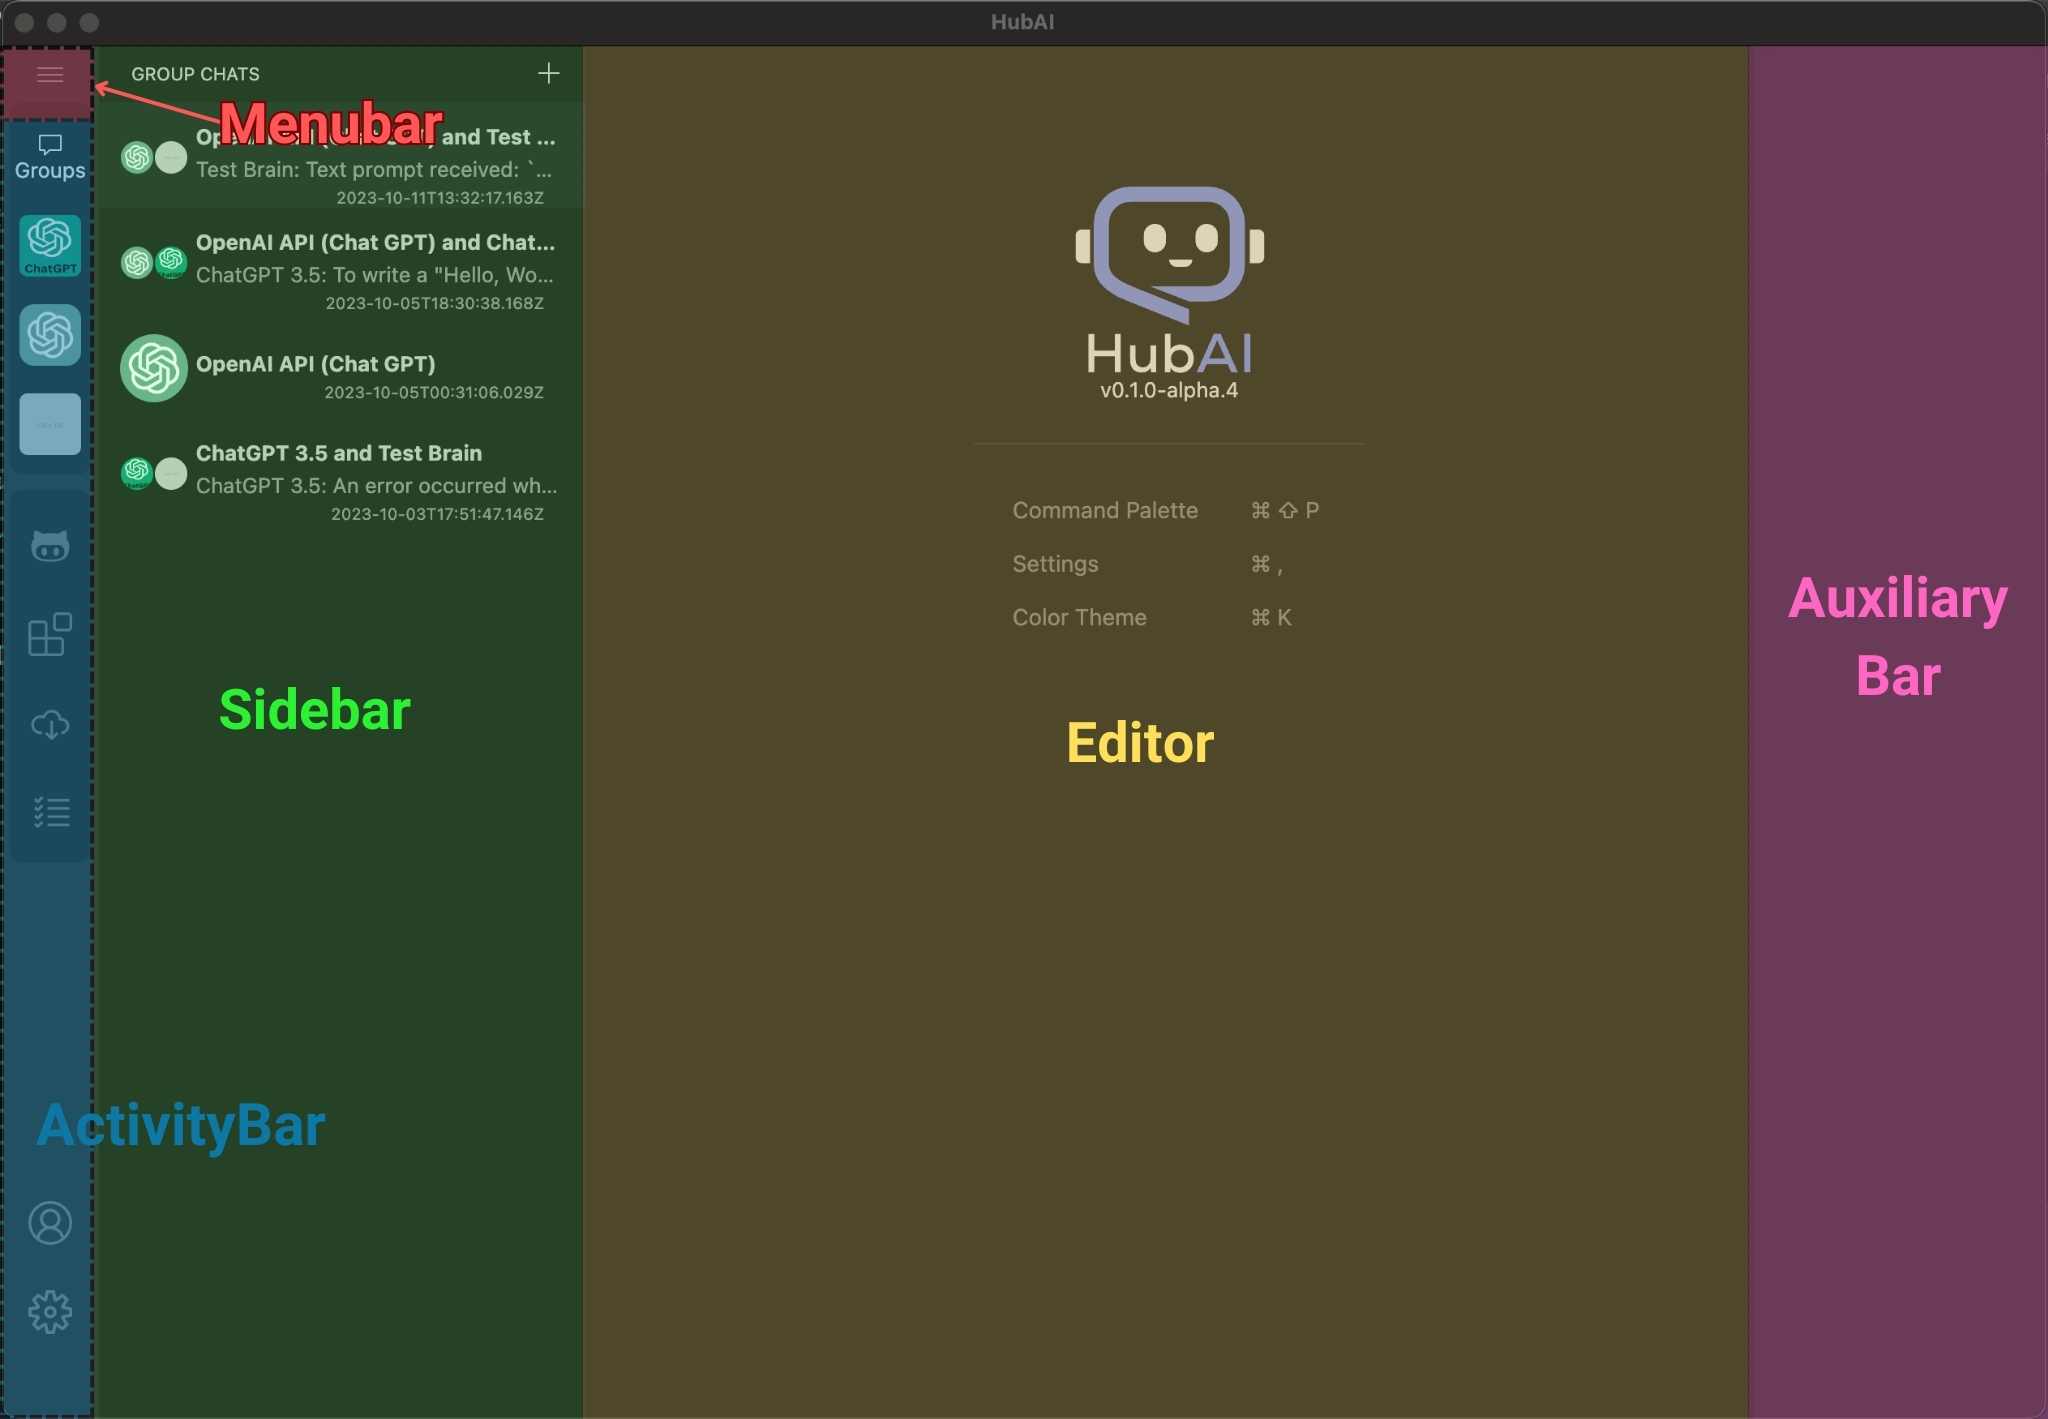 HubAI
GROUP CHATS
Menubar
and Test ...
Test Brain: Text prompt received: `...
2023-10-11T13:32:17.163Z
Groups
ChatGPT
OpenAI API (Chat GPT) and Chat...
ChatGPT 3.5: To write a "Hello, Wo...
2023-10-05T18:30:38.168Z
OpenAI API (Chat GPT)
2023-10-05T00:31:06.029Z
ChatGPT 3.5 and Test Brain
ChatGPT 3.5: An error occurred wh...
2023-10-03T17:51:47.146Z
Sidebar
ActivityBar
HubAI
v0.1.0-alpha.4
Command Palette ⌘ ⇧ P
Settings ⌘ ,
Color Theme ⌘ K
Editor
Auxiliary
Bar